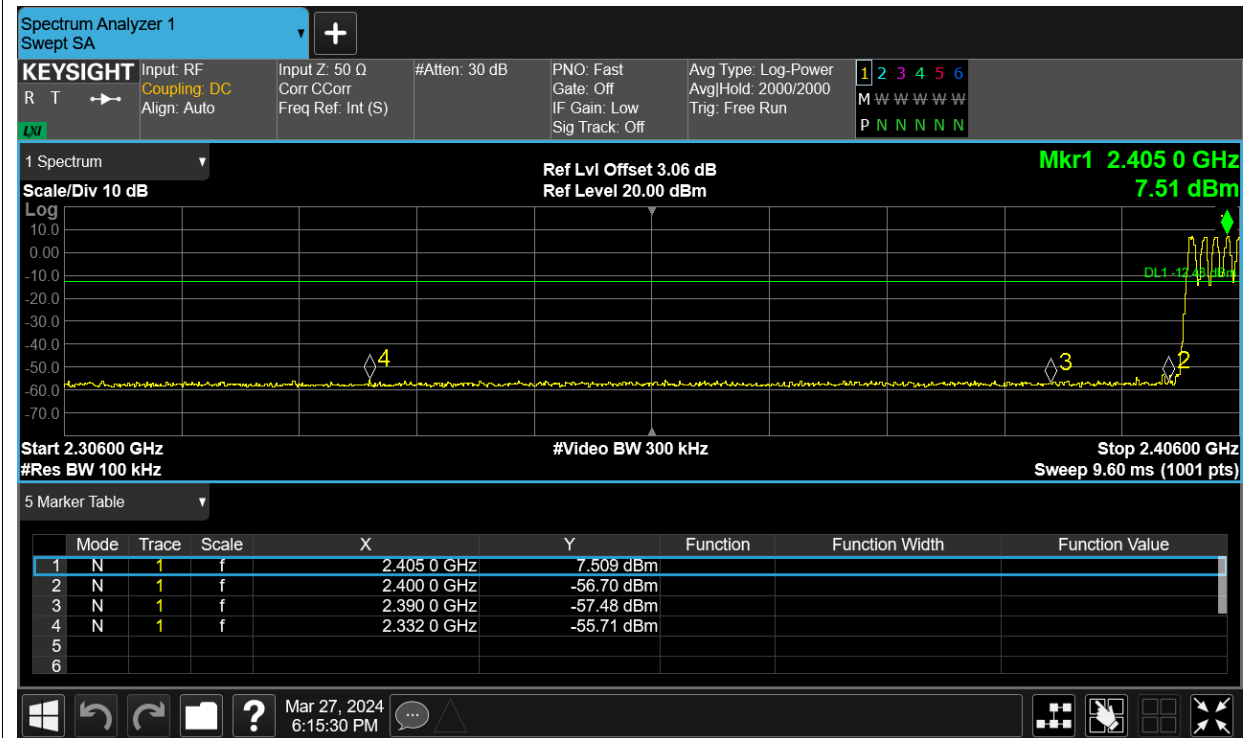 Spectrum Analyzer 1
Swept SA
+
KEYSIGHT Input: RF Input Z: 50 Ω #Atten: 30 dB PNO: Fast Avg Type: Log-Power 1 2 3 4 5 6
R T Coupling: DC Corr CCorr Gate: Off Avg|Hold: 2000/2000 M W W W W W
Align: Auto Freq Ref: Int (S) IF Gain: Low Trig: Free Run P N N N N N
LXI Sig Track: Off
1 Spectrum
Ref Lvl Offset 3.06 dB Mkr1 2.405 0 GHz
Scale/Div 10 dB Ref Level 20.00 dBm 7.51 dBm
Log
10.0
0.00
-10.0 DL1 -12.48 dBm
-20.0
-30.0
-40.0
-50.0 4 3 2
-60.0
-70.0
Start 2.30600 GHz #Video BW 300 kHz Stop 2.40600 GHz
#Res BW 100 kHz Sweep 9.60 ms (1001 pts)
5 Marker Table
Mode Trace Scale X Y Function Function Width Function Value
1 N 1 f 2.405 0 GHz 7.509 dBm
2 N 1 f 2.400 0 GHz -56.70 dBm
3 N 1 f 2.390 0 GHz -57.48 dBm
4 N 1 f 2.332 0 GHz -55.71 dBm
5
6
? Mar 27, 2024
6:15:30 PM